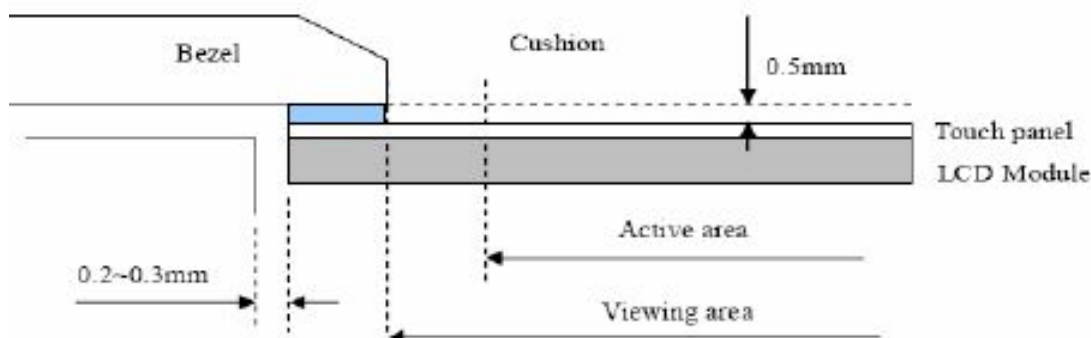 Cushion
Bezel
0.5mm
Touch panel
LCD Module
Active area
0.2~0.3mm
Viewing area